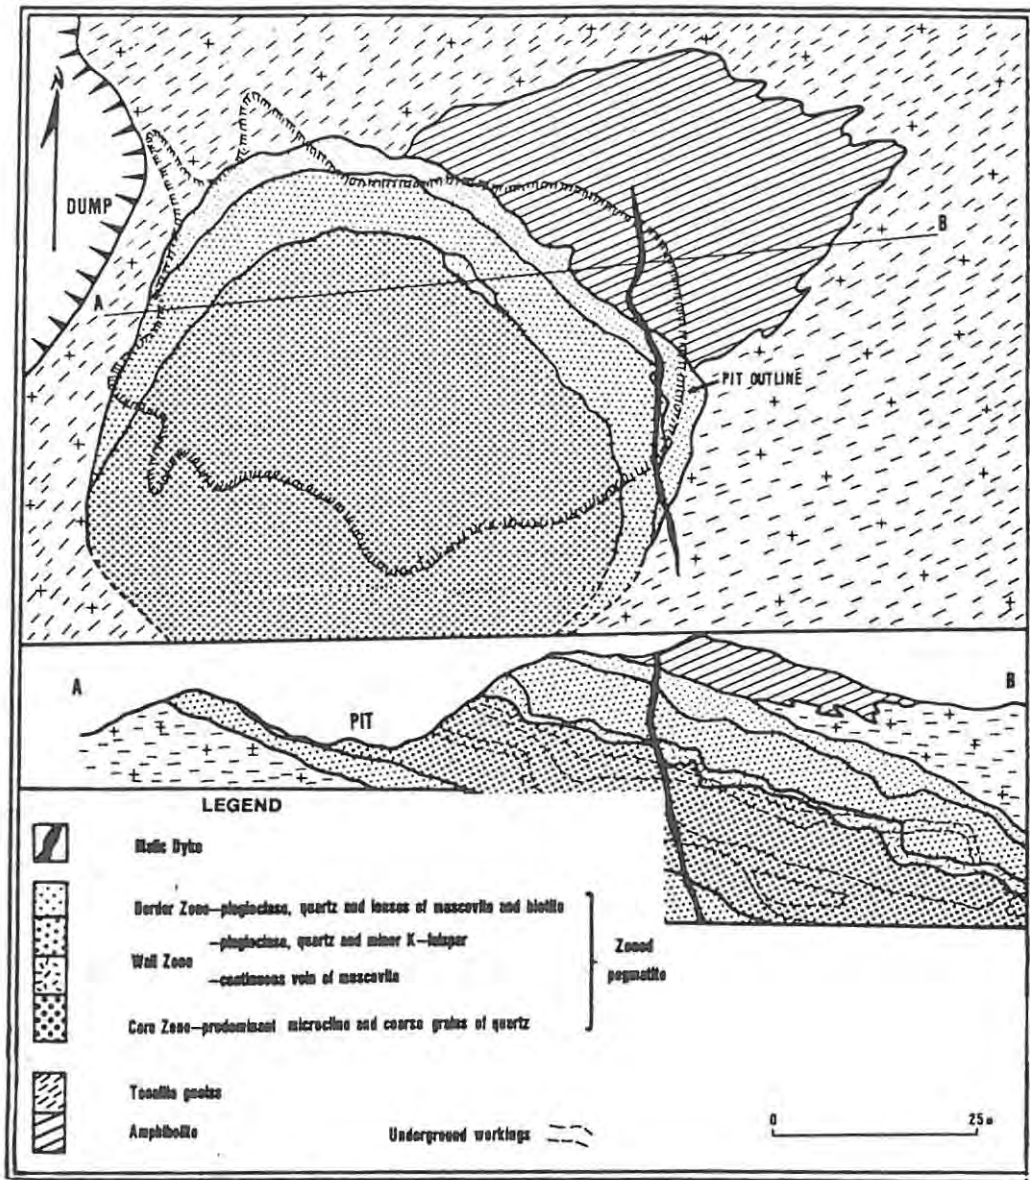 N
DUMP
A
B
PIT OUTLINE
A
PIT
B
LEGEND
Mafic Dyke
Border Zone—plagioclase, quartz and lenses of muscovite and biotite
—plagioclase, quartz and minor K-felspar
Wall Zone
—continuous vein of muscovite
Zoned
pegmatite
Core Zone—predominant microcline and coarse grains of quartz
Tonalite gneiss
Amphibolite
Underground workings
0 25 m